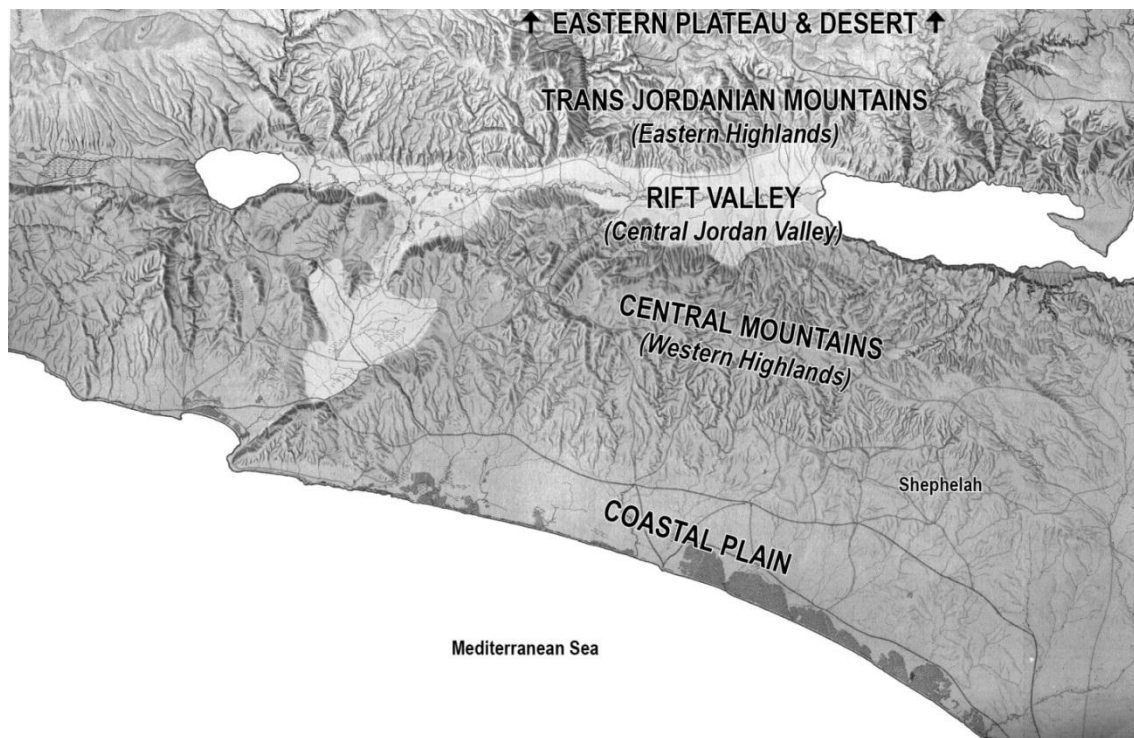 ↑ EASTERN PLATEAU & DESERT ↑
TRANS JORDANIAN MOUNTAINS
(Eastern Highlands)
RIFT VALLEY
(Central Jordan Valley)
CENTRAL MOUNTAINS
(Western Highlands)
Shephelah
COASTAL PLAIN
Mediterranean Sea